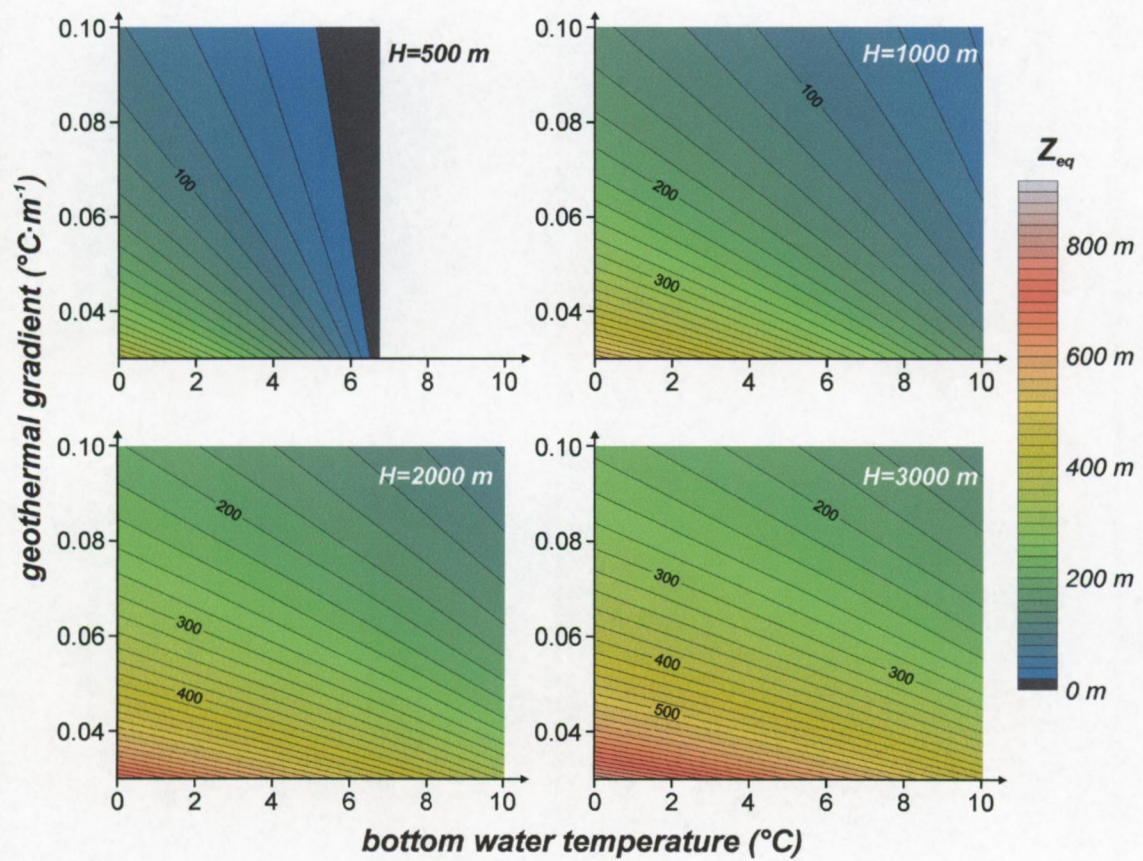 0.10
0.08
0.06
0.04
0 2 4 6 8 10
H=500 m
100
0.10
0.08
0.06
0.04
0 2 4 6 8 10
H=1000 m
100
200
300
0.10
0.08
0.06
0.04
0 2 4 6 8 10
H=2000 m
200
300
400
0.10
0.08
0.06
0.04
0 2 4 6 8 10
H=3000 m
200
300
400
300
500
Zeq
800 m
600 m
400 m
200 m
0 m
geothermal gradient (°C·m⁻¹)
bottom water temperature (°C)